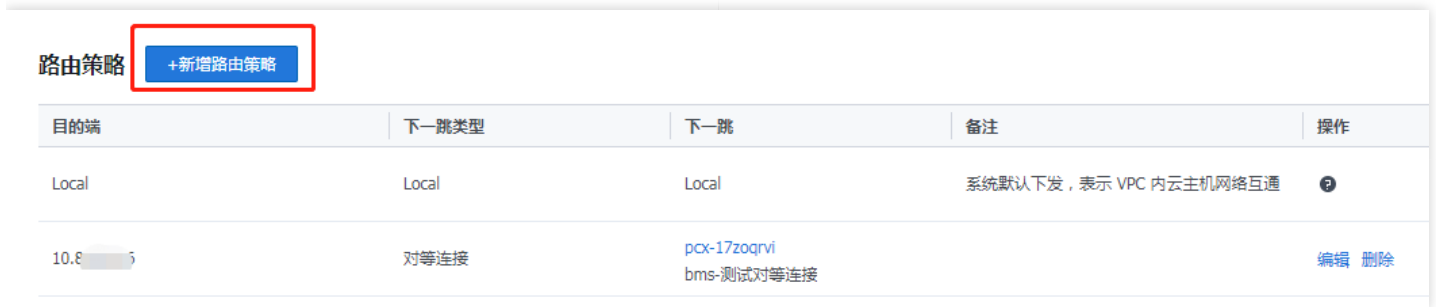 路由策略 +新增路由策略
目的端 下一跳类型 下一跳 备注 操作
Local Local Local 系统默认下发，表示 VPC 内云主机网络互通 ?
10.8 5 对等连接 pcx-17zoqrvi 编辑 删除
bms-测试对等连接